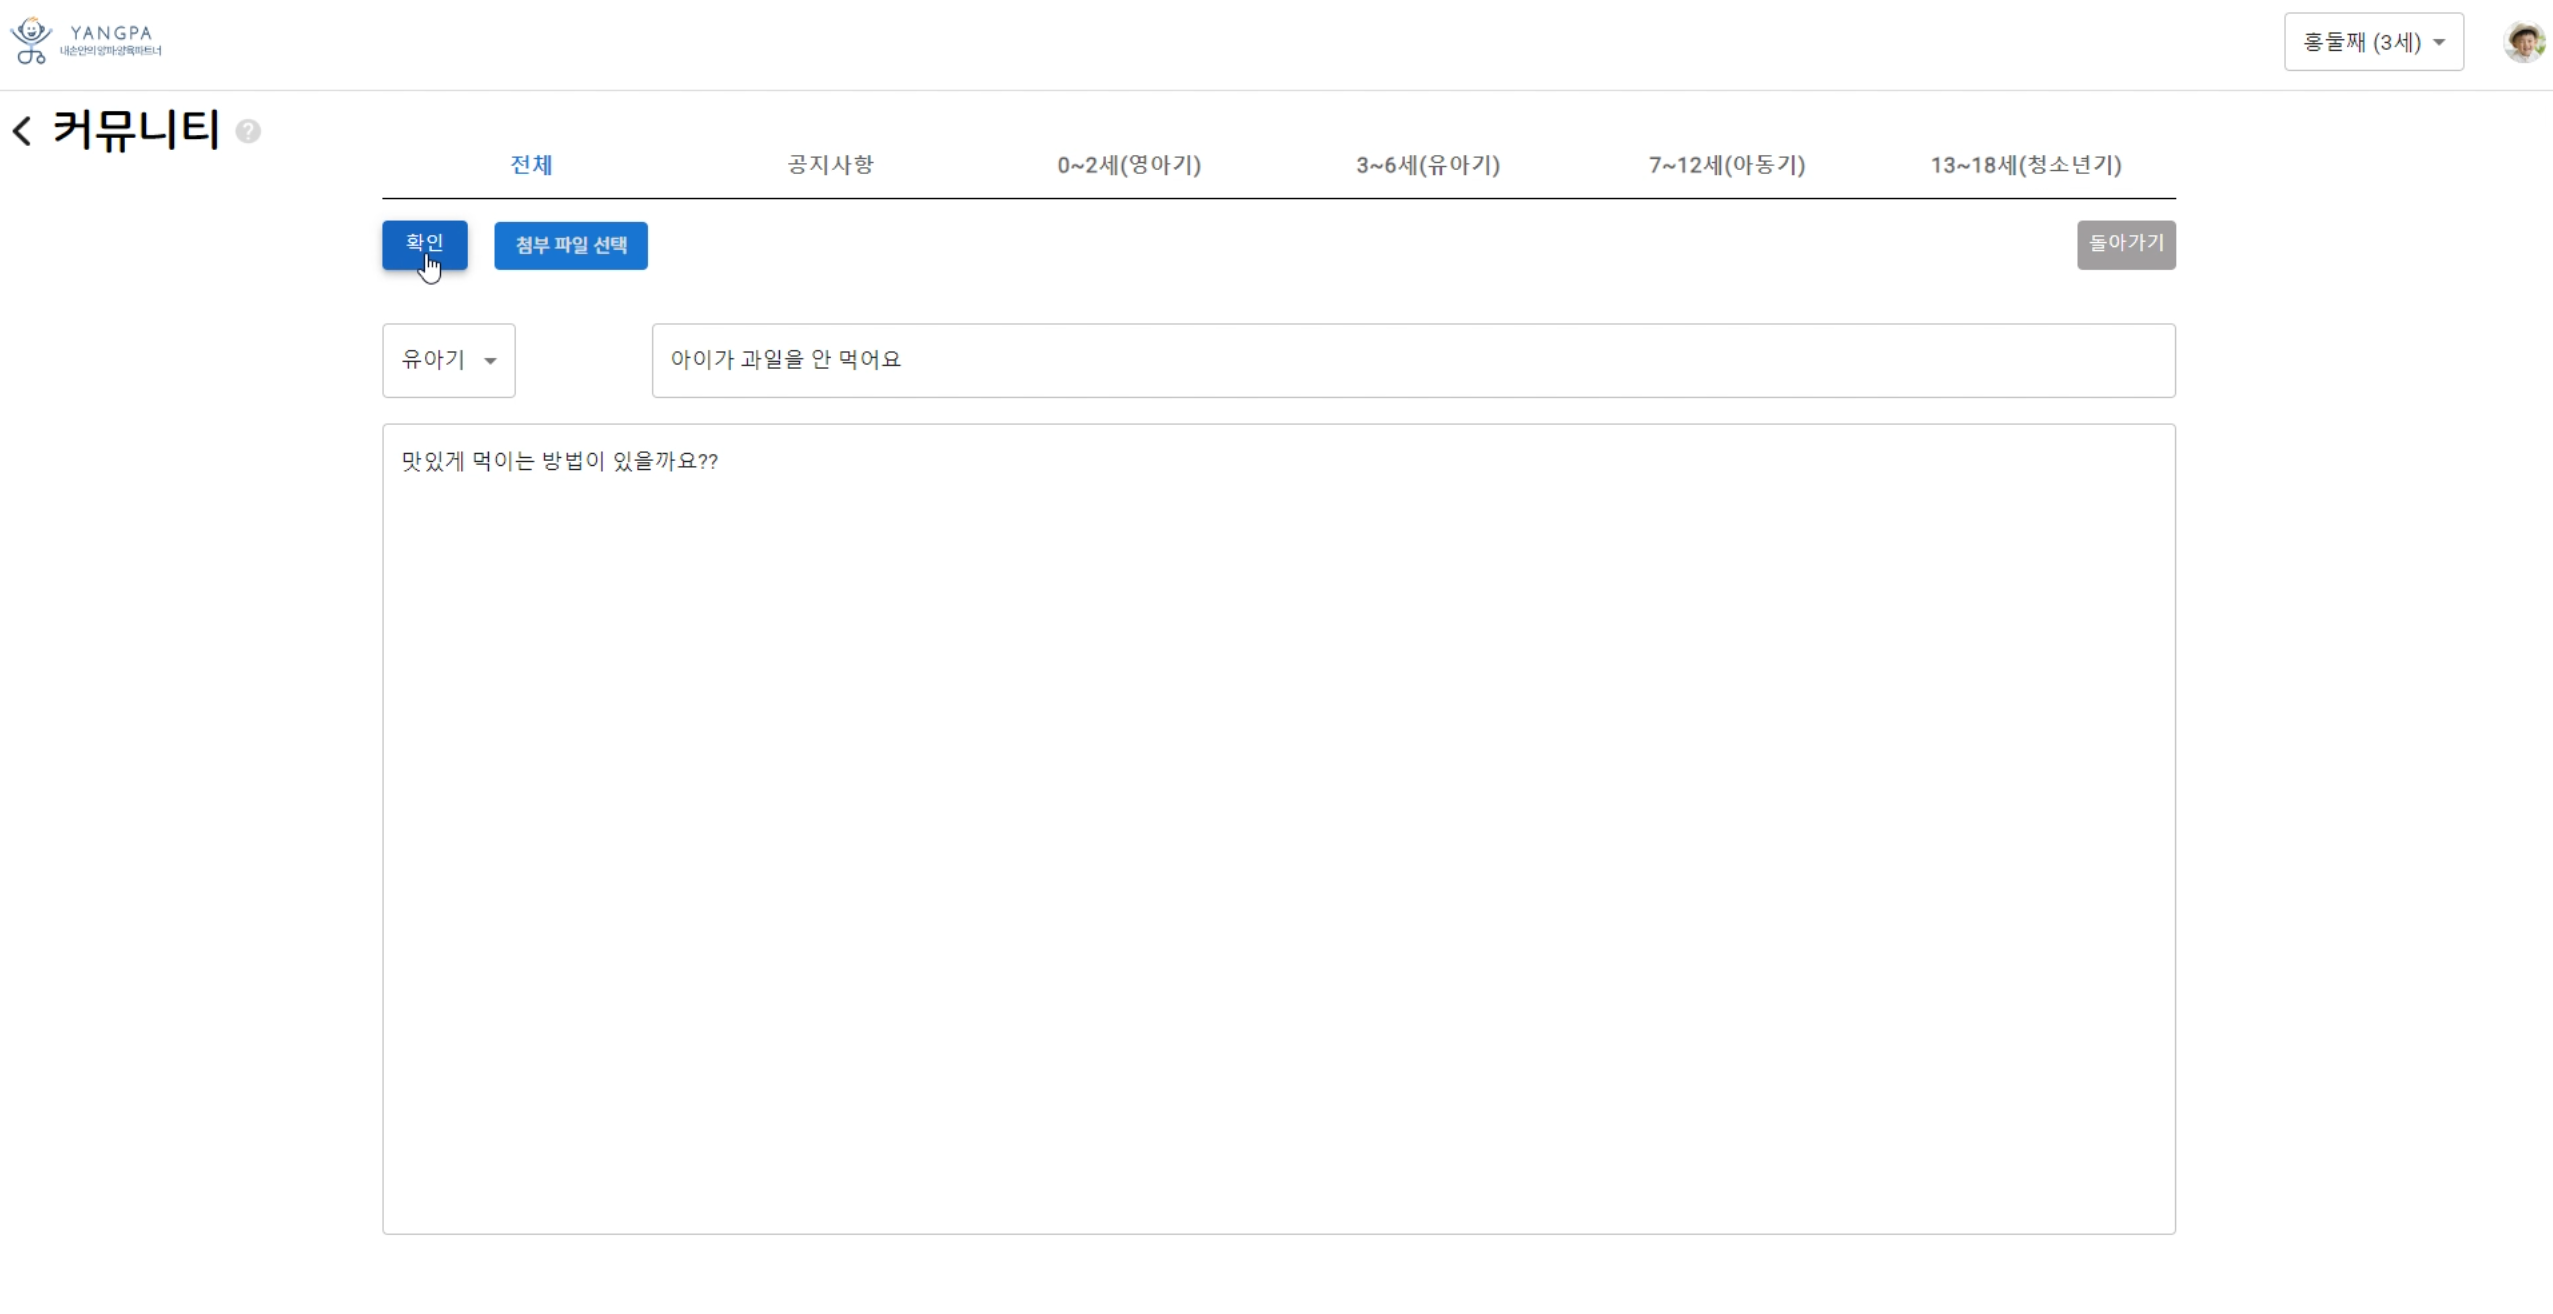 YANGPA
내손안의양파양육파트너
홍둘째 (3세)
커뮤니티 ?
전체 공지사항 0~2세(영아기) 3~6세(유아기) 7~12세(아동기) 13~18세(청소년기)
확인 첨부 파일 선택 돌아가기
유아기 아이가 과일을 안 먹어요
맛있게 먹이는 방법이 있을까요??